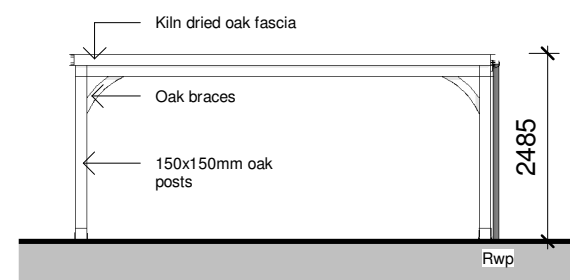 Kiln dried oak fascia
Oak braces
150x150mm oak
posts
2485
Rwp